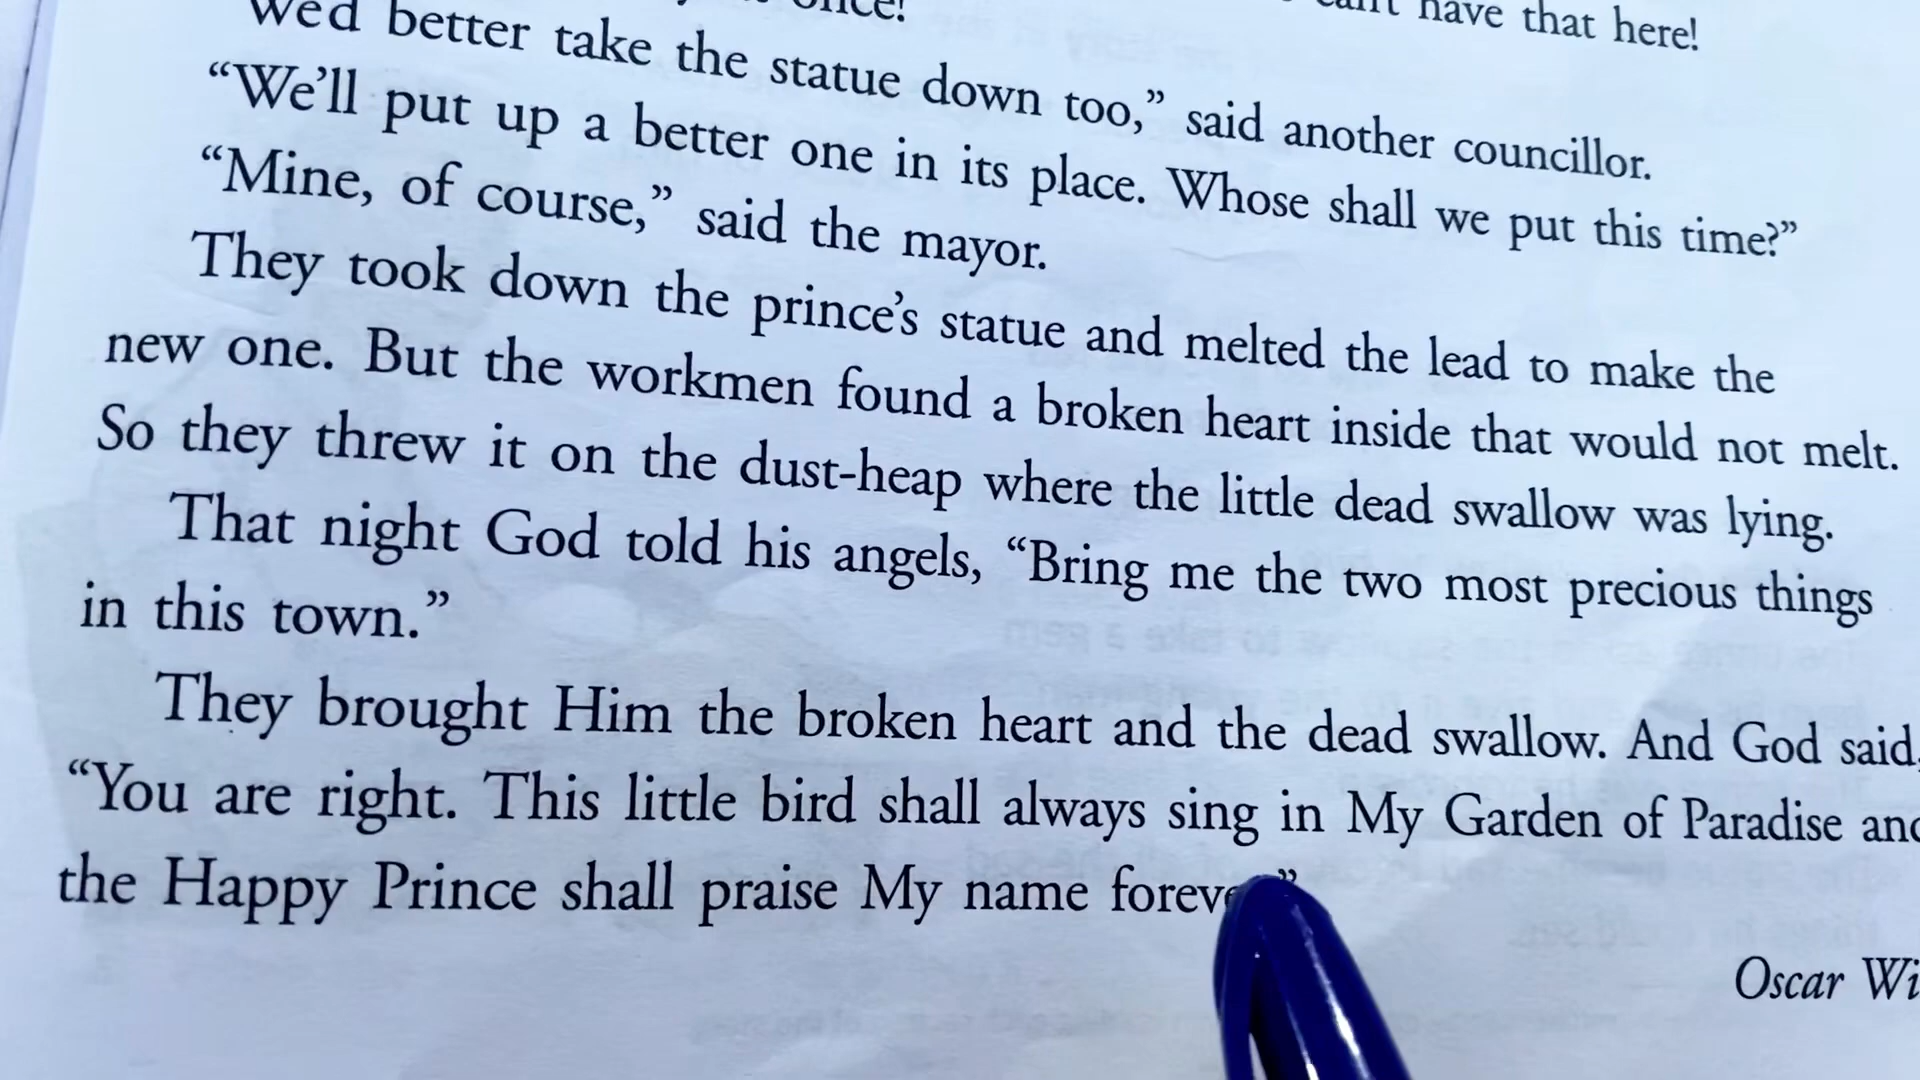 can't have that here!
We'd better take the statue down too,” said another councillor.
“We'll put up a better one in its place. Whose shall we put this time?”
“Mine, of course,” said the mayor.
They took down the prince's statue and melted the lead to make the
new one. But the workmen found a broken heart inside that would not melt.
So they threw it on the dust-heap where the little dead swallow was lying.
That night God told his angels, “Bring me the two most precious things
in this town.”
They brought Him the broken heart and the dead swallow. And God said,
“You are right. This little bird shall always sing in My Garden of Paradise and
the Happy Prince shall praise My name forever”
Oscar Wi